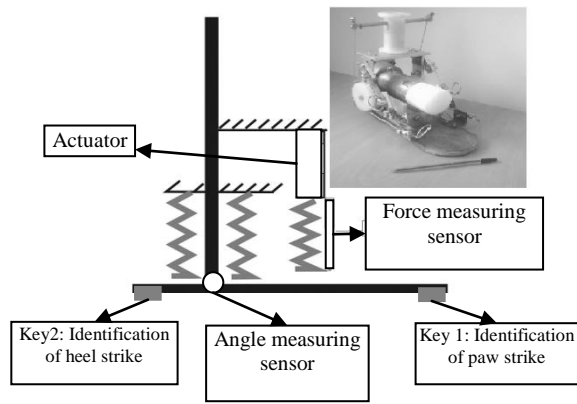 Actuator
Force measuring
sensor
Key2: Identification
of heel strike
Angle measuring
sensor
Key 1: Identification
of paw strike